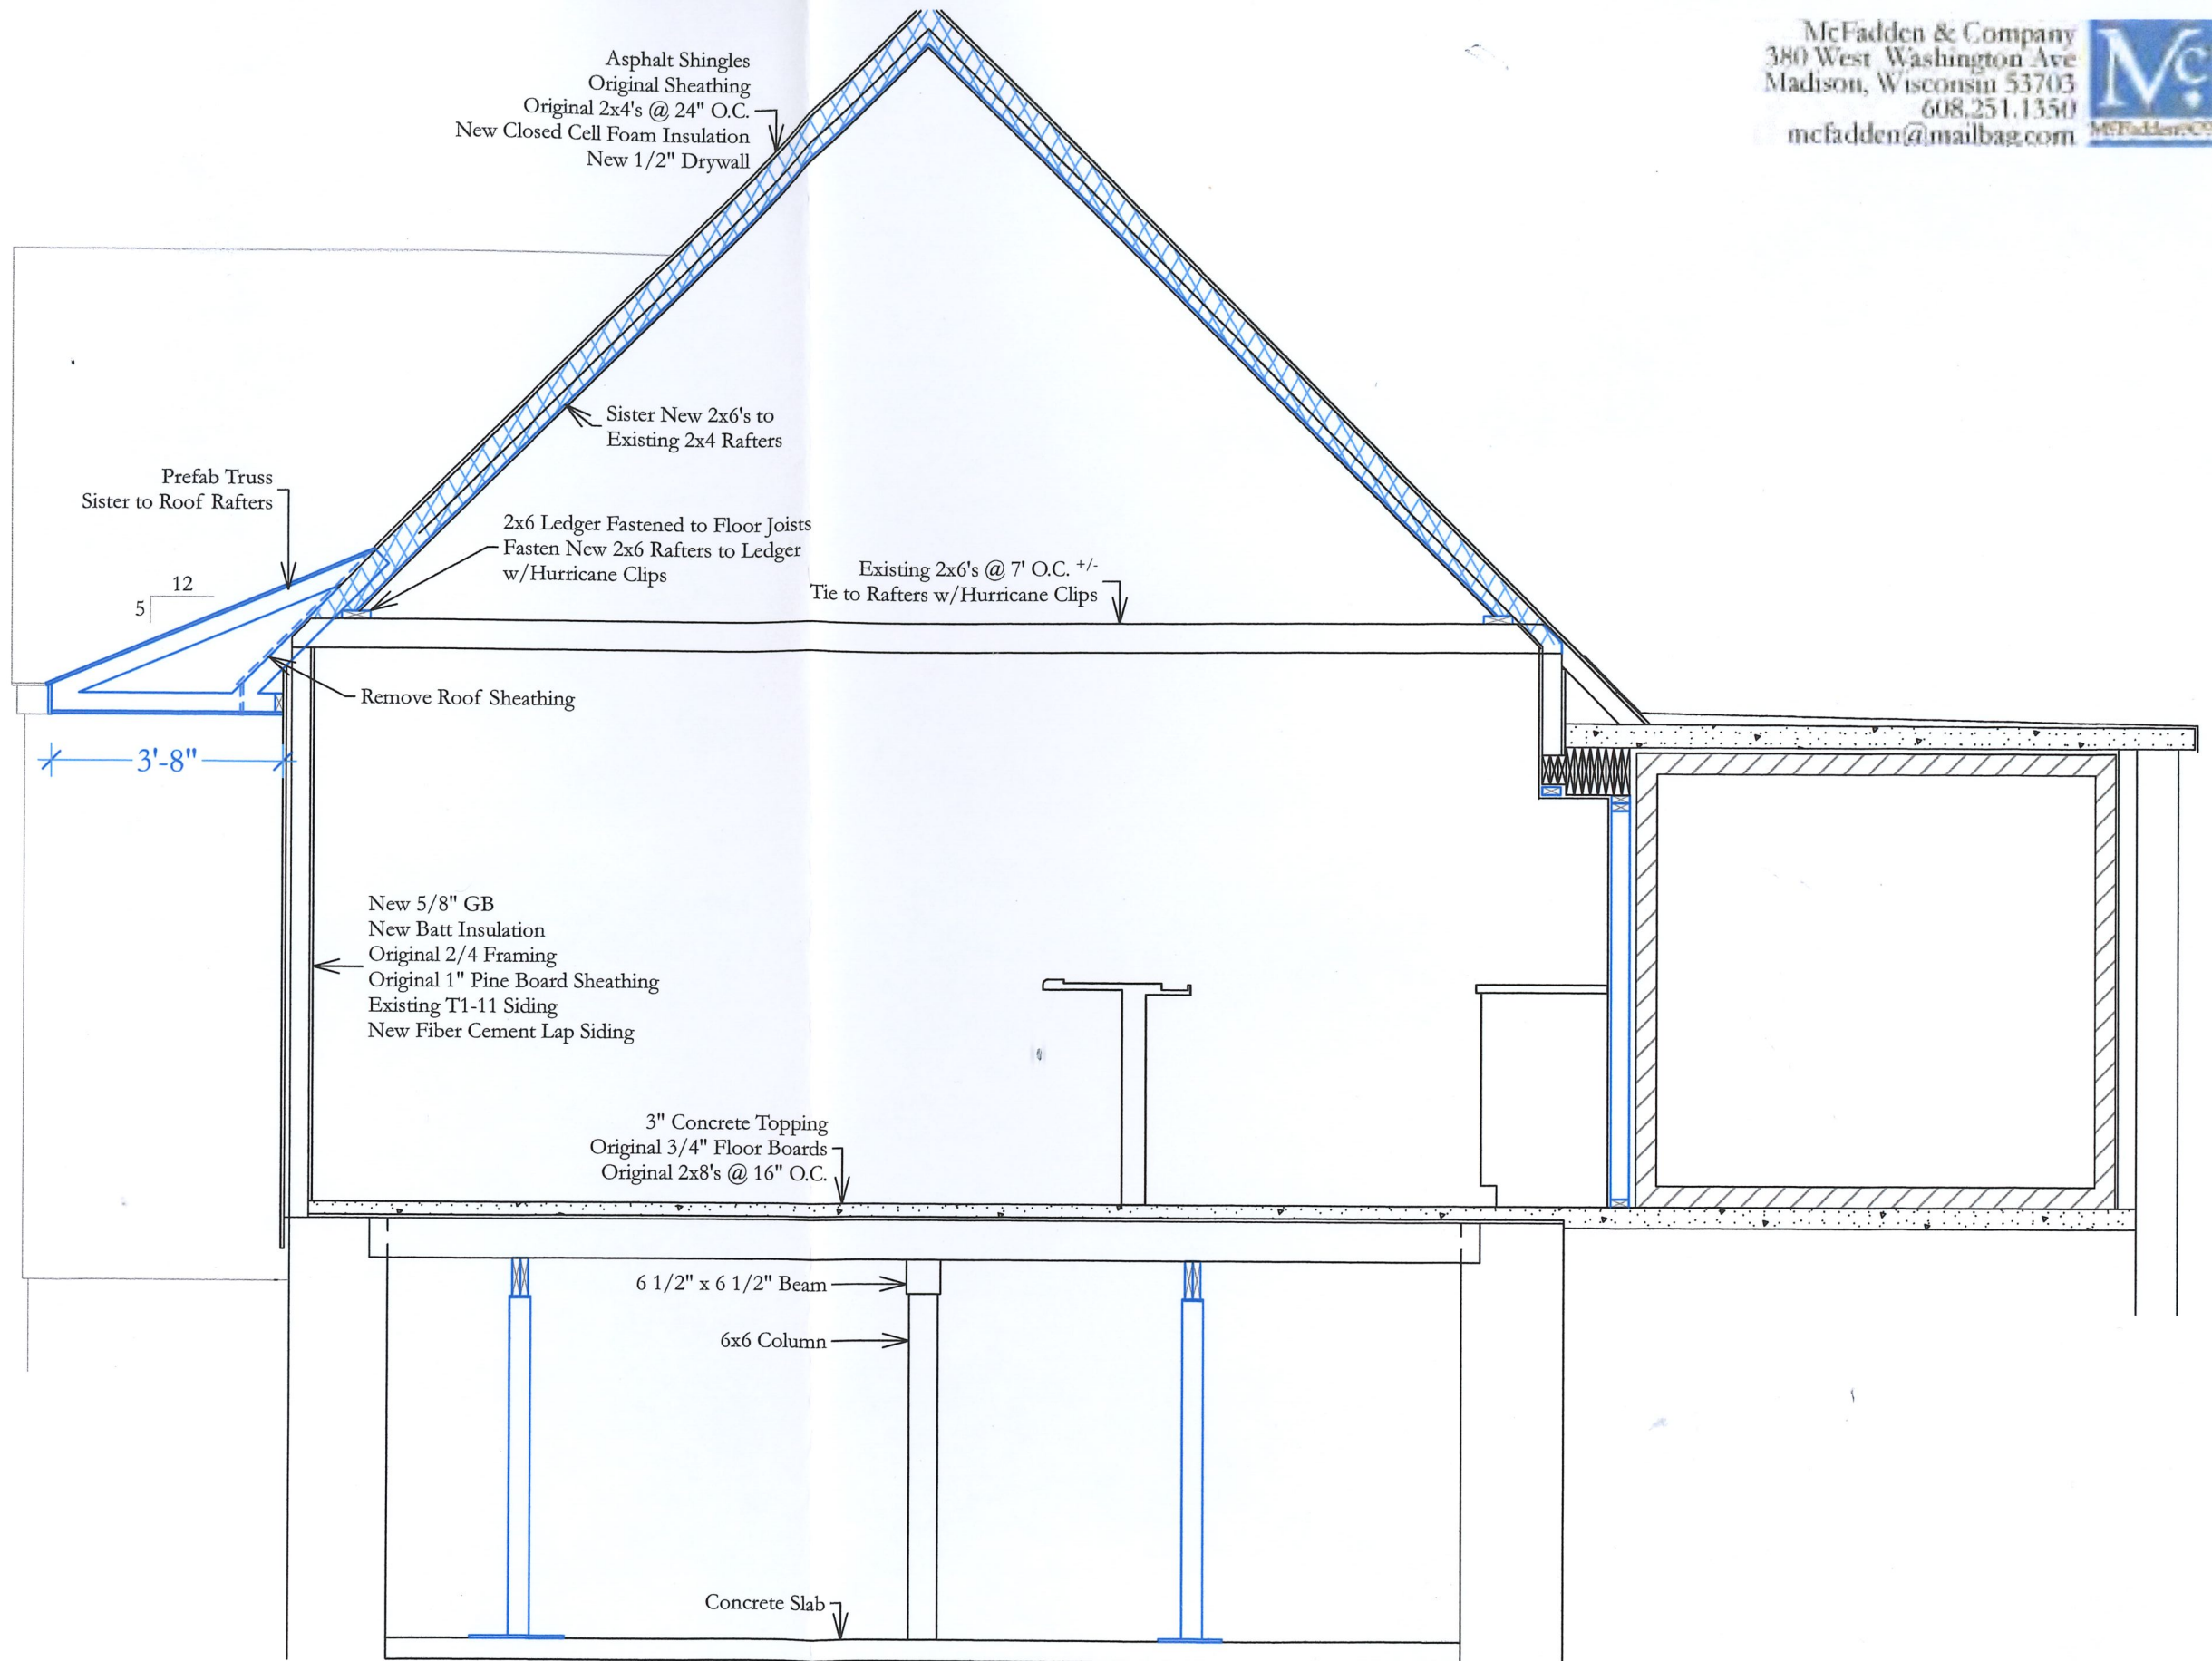 McFadden & Company
380 West Washington Ave
Madison, Wisconsin 53703
608.251.1350
mcfadden@mailbag.com
Mc
McFadden & Co
Asphalt Shingles
Original Sheathing
Original 2x4's @ 24" O.C.
New Closed Cell Foam Insulation
New 1/2" Drywall
Sister New 2x6's to
Existing 2x4 Rafters
Prefab Truss
Sister to Roof Rafters
2x6 Ledger Fastened to Floor Joists
Fasten New 2x6 Rafters to Ledger
w/Hurricane Clips
Existing 2x6's @ 7' O.C. +/-
Tie to Rafters w/Hurricane Clips
12
5
Remove Roof Sheathing
3'-8"
New 5/8" GB
New Batt Insulation
Original 2/4 Framing
Original 1" Pine Board Sheathing
Existing T1-11 Siding
New Fiber Cement Lap Siding
3" Concrete Topping
Original 3/4" Floor Boards
Original 2x8's @ 16" O.C.
6 1/2" x 6 1/2" Beam
6x6 Column
Concrete Slab